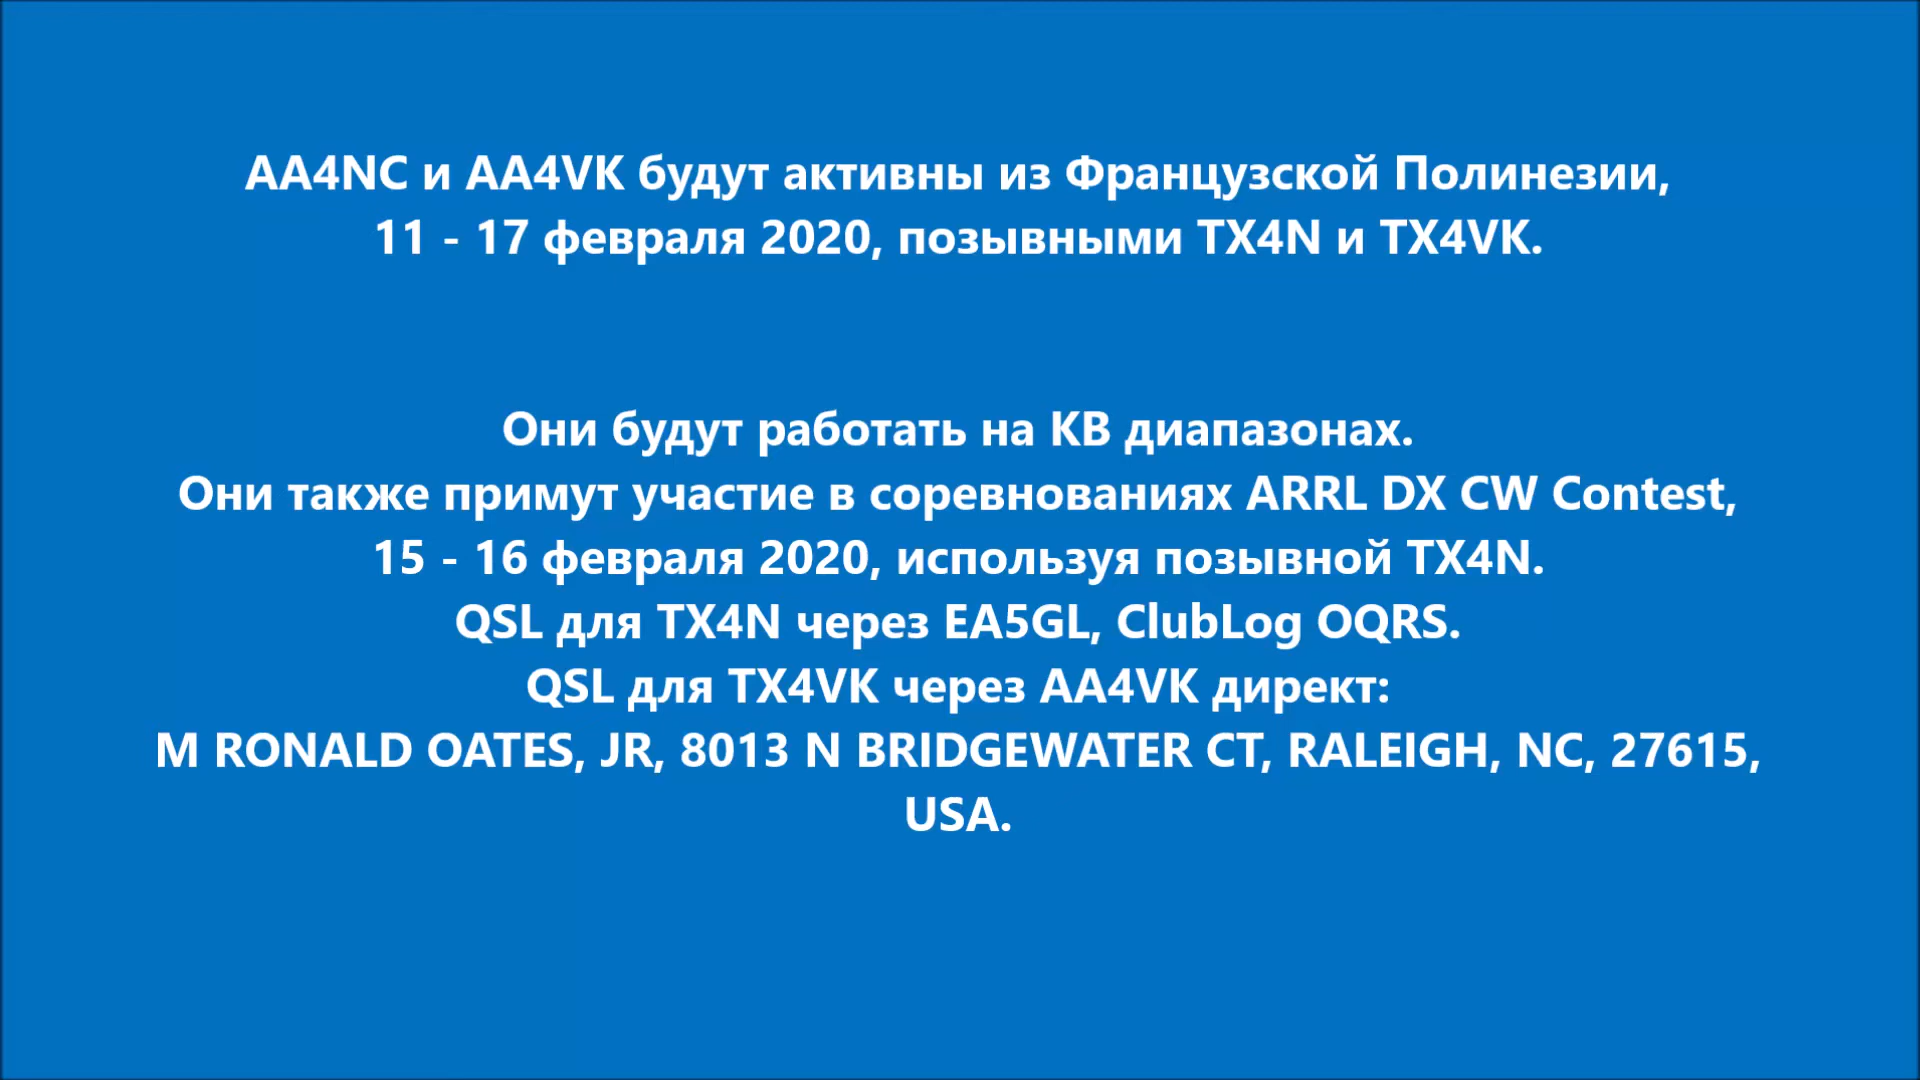 AA4NC и AA4VK будут активны из Французской Полинезии,
11 - 17 февраля 2020, позывными TX4N и TX4VK.
Они будут работать на КВ диапазонах.
Они также примут участие в соревнованиях ARRL DX CW Contest,
15 - 16 февраля 2020, используя позывной TX4N.
QSL для TX4N через EA5GL, ClubLog OQRS.
QSL для TX4VK через AA4VK директ:
M RONALD OATES, JR, 8013 N BRIDGEWATER CT, RALEIGH, NC, 27615,
USA.